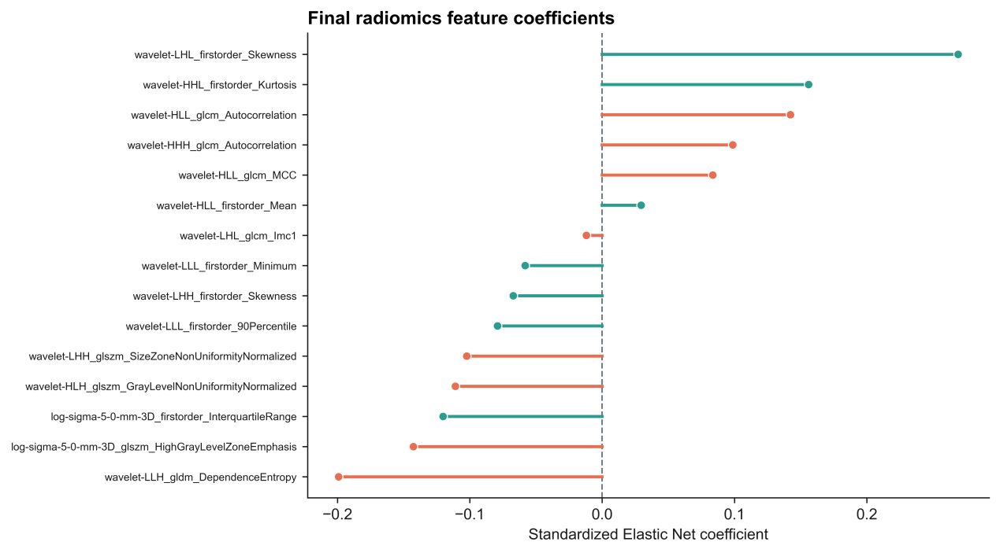 Final radiomics feature coefficients
wavelet-LHL_firstorder_Skewness
wavelet-HHL_firstorder_Kurtosis
wavelet-HLL_glcm_Autocorrelation
wavelet-HHH_glcm_Autocorrelation
wavelet-HLL_glcm_MCC
wavelet-HLL_firstorder_Mean
wavelet-LHL_glcm_Imc1
wavelet-LLL_firstorder_Minimum
wavelet-LHH_firstorder_Skewness
wavelet-LLL_firstorder_90Percentile
wavelet-LHH_glszm_SizeZoneNonUniformityNormalized
wavelet-HLH_glszm_GrayLevelNonUniformityNormalized
log-sigma-5-0-mm-3D_firstorder_InterquartileRange
log-sigma-5-0-mm-3D_glszm_HighGrayLevelZoneEmphasis
wavelet-LLH_gldm_DependenceEntropy
−0.2 −0.1 0.0 0.1 0.2
Standardized Elastic Net coefficient